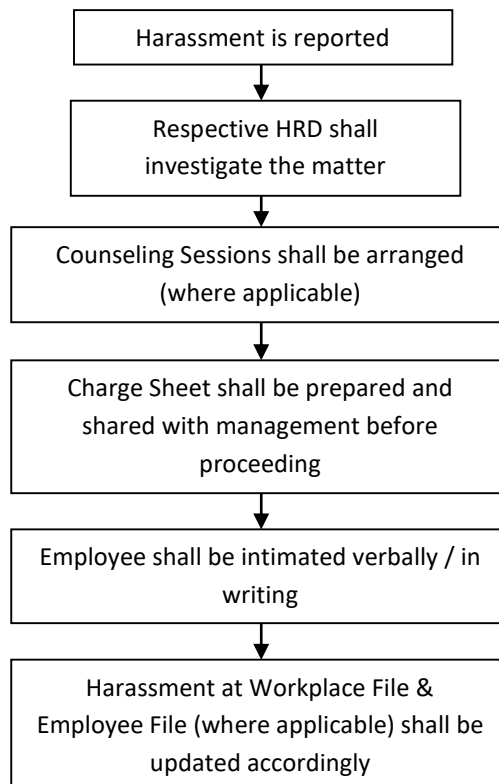 Harassment is reported
Respective HRD shall
investigate the matter
Counseling Sessions shall be arranged
(where applicable)
Charge Sheet shall be prepared and
shared with management before
proceeding
Employee shall be intimated verbally / in
writing
Harassment at Workplace File &
Employee File (where applicable) shall be
updated accordingly